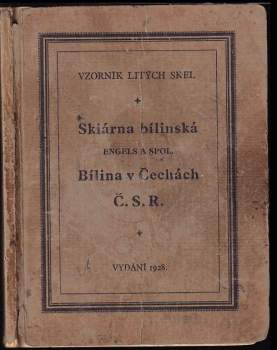 VZORNÍK LITÝCH SKEL
Sklárna bílinská
ENGELS A SPOL.
Bílina v Čechách
Č. S. R.
VYDÁNÍ 1928.